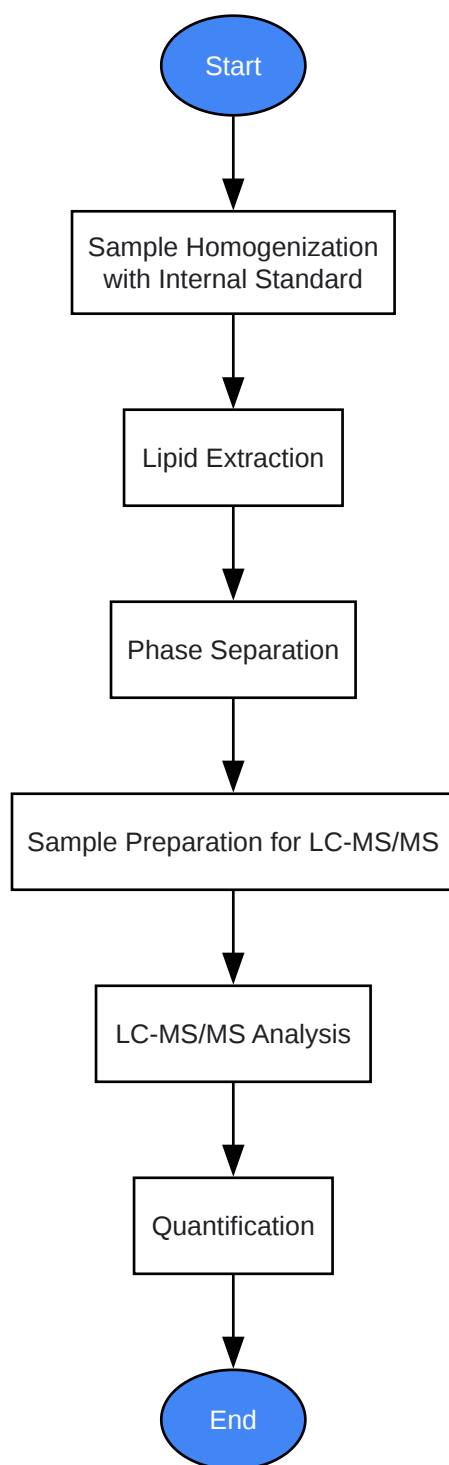 Start
Sample Homogenization
with Internal Standard
Lipid Extraction
Phase Separation
Sample Preparation for LC-MS/MS
LC-MS/MS Analysis
Quantification
End